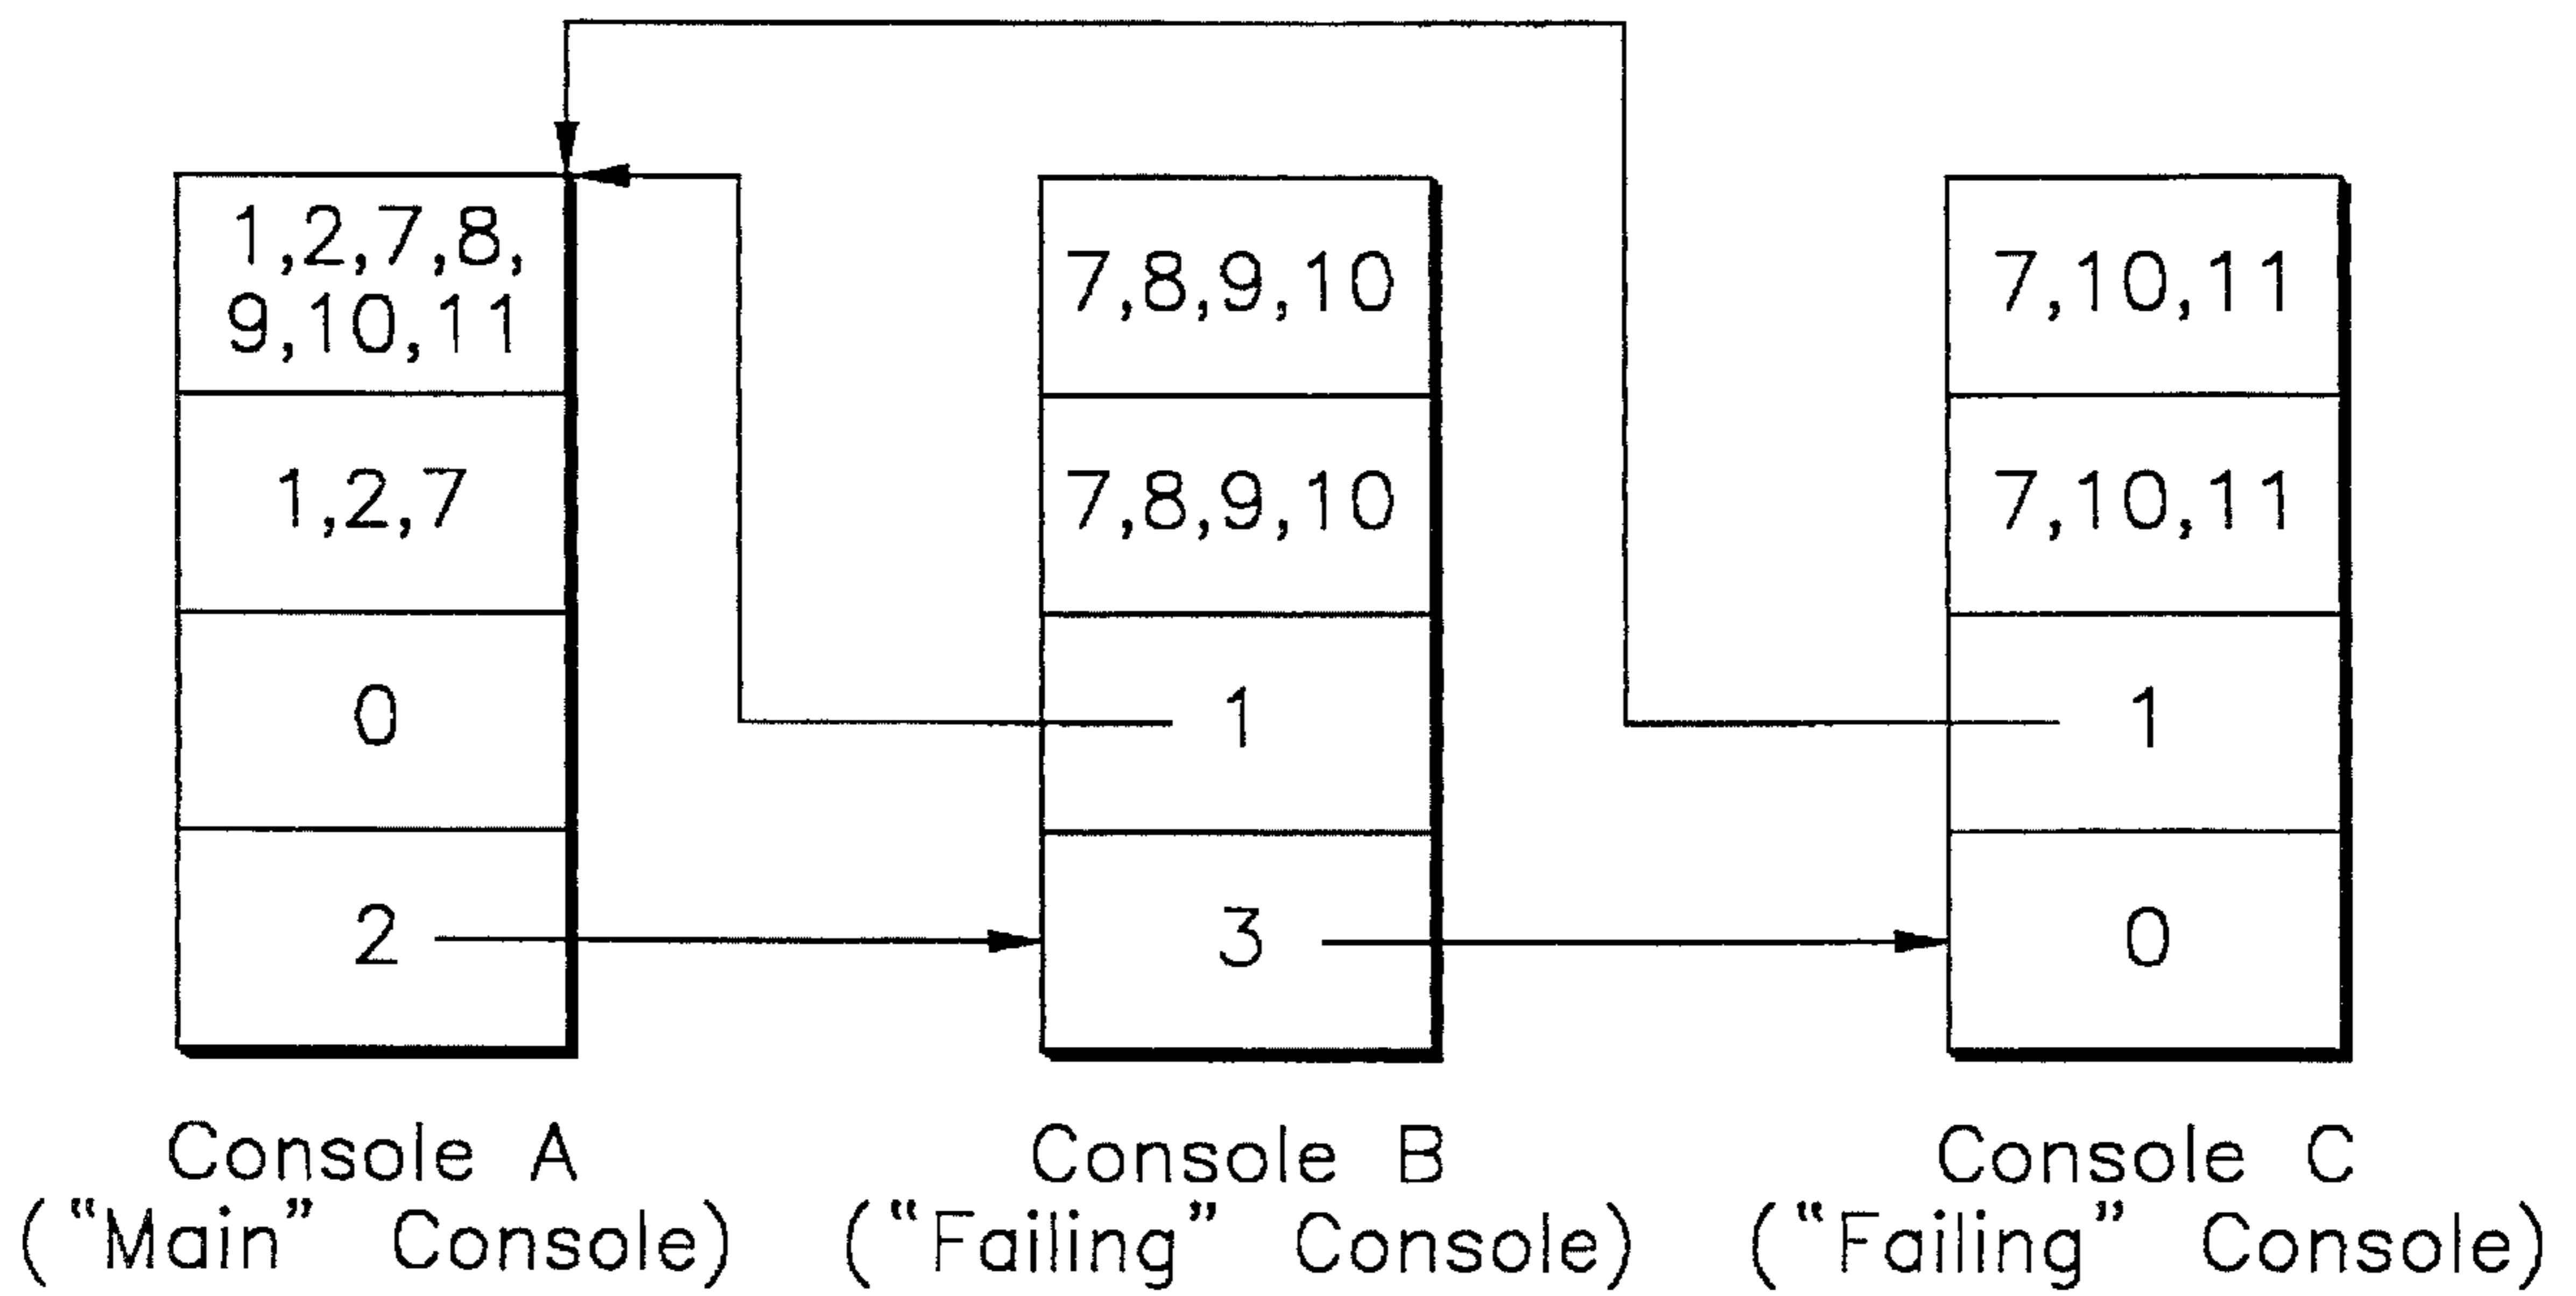 1,2,7,8,
9,10,11
1,2,7
0
2
Console A
("Main" Console)
7,8,9,10
7,8,9,10
1
3
Console B
("Failing" Console)
7,10,11
7,10,11
1
0
Console C
("Failing" Console)